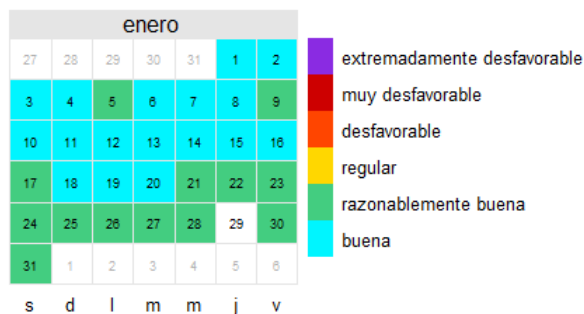 enero
27 28 29 30 31 1 2
3 4 5 6 7 8 9
10 11 12 13 14 15 16
17 18 19 20 21 22 23
24 25 26 27 28 29 30
31 1 2 3 4 5 6
s d l m m j v
extremadamente desfavorable
muy desfavorable
desfavorable
regular
razonablemente buena
buena